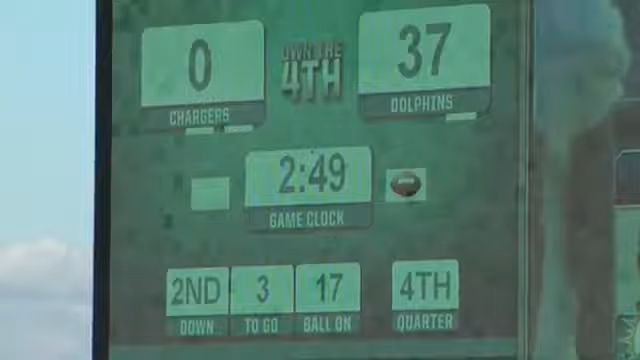 0 OWN THE 37
4TH
CHARGERS DOLPHINS
2:49
GAME CLOCK
2ND 3 17 4TH
DOWN TO GO BALL ON QUARTER